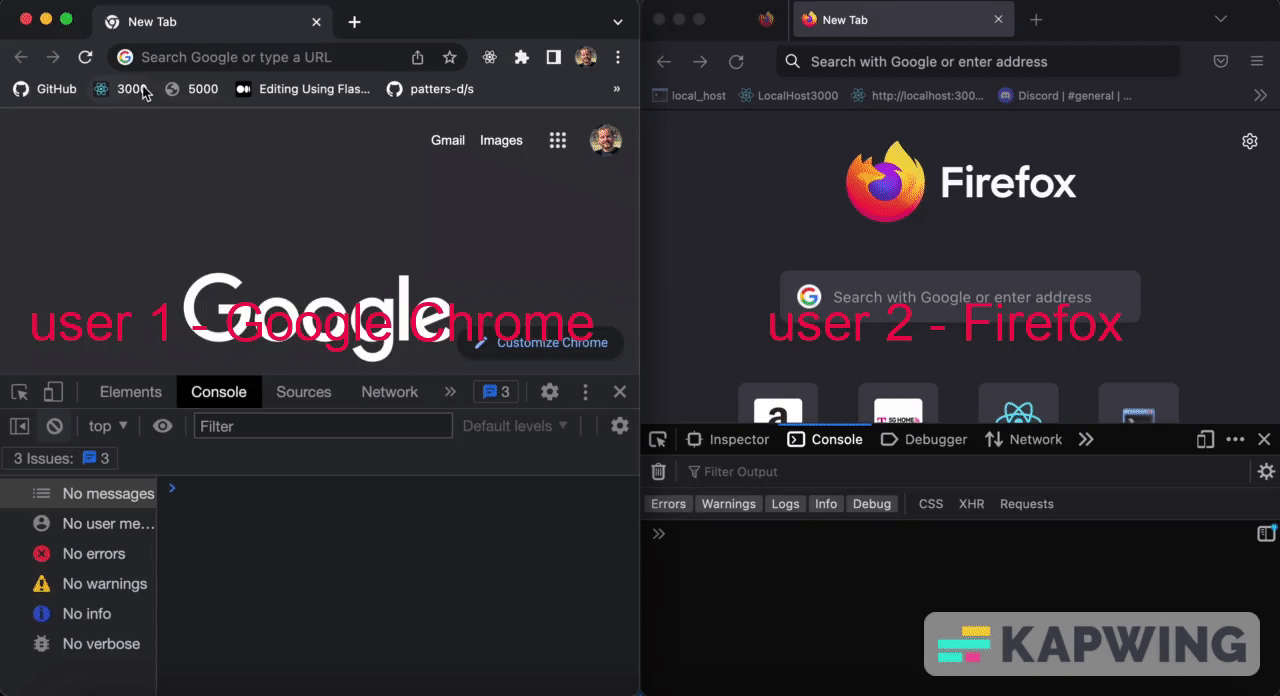 New Tab
Search Google or type a URL
GitHub
3000
5000
Editing Using Flas...
patters-d/s
»
Gmail
Images
Google
Customize Chrome
user 1 - Google Chrome
Elements
Console
Sources
Network
»
3
top
Filter
Default levels
3 Issues:
3
No messages
No user me...
No errors
No warnings
No info
No verbose
New Tab
Search with Google or enter address
local_host
LocalHost3000
http://localhost:300...
Discord | #general | ...
Firefox
Search with Google or enter address
user 2 - Firefox
a
5G HOME
Inspector
Console
Debugger
Network
Filter Output
Errors
Warnings
Logs
Info
Debug
CSS
XHR
Requests
KAPWING